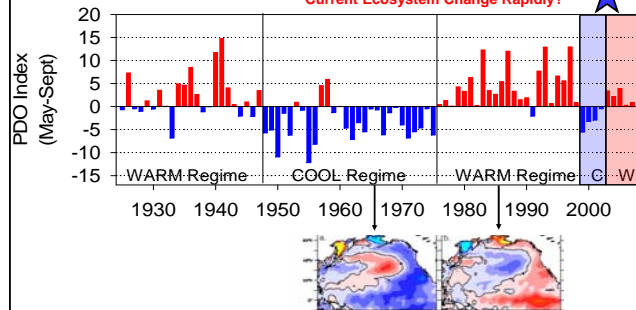 Current Ecosystem Change Rapidly?
PDO Index
(May-Sept)
20
15
10
5
0
-5
-10
-15
WARM Regime COOL Regime WARM Regime C W
1930 1940 1950 1960 1970 1980 1990 2000